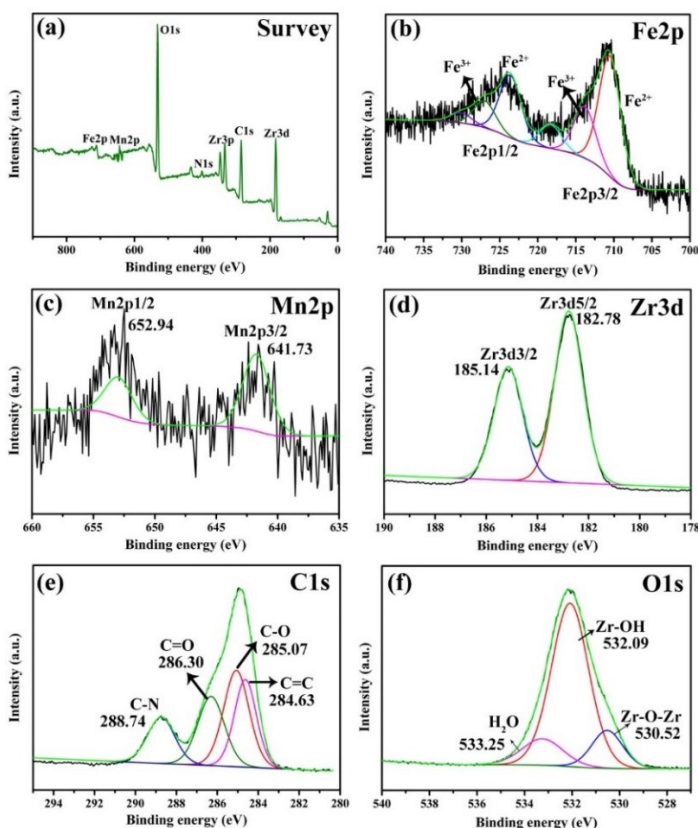 (a) Survey
O1s
Fe2p
Mn2p
N1s
Zr3p
C1s
Zr3d
Intensity (a.u.)
800 600 400 200 0
Binding energy (eV)
(b) Fe2p
Fe³⁺
Fe²⁺
Fe³⁺
Fe²⁺
Fe2p1/2
Fe2p3/2
Intensity (a.u.)
740 735 730 725 720 715 710 705 700
Binding energy (eV)
(c) Mn2p
Mn2p1/2
652.94
Mn2p3/2
641.73
Intensity (a.u.)
660 655 650 645 640 635
Binding energy (eV)
(d) Zr3d
Zr3d5/2
182.78
Zr3d3/2
185.14
Intensity (a.u.)
190 188 186 184 182 180 178
Binding energy (eV)
(e) C1s
C=O
286.30
C-O
285.07
C=C
284.63
C-N
288.74
Intensity (a.u.)
294 292 290 288 286 284 282 280
Binding energy (eV)
(f) O1s
Zr-OH
532.09
H₂O
533.25
Zr-O-Zr
530.52
Intensity (a.u.)
540 538 536 534 532 530 528
Binding energy (eV)